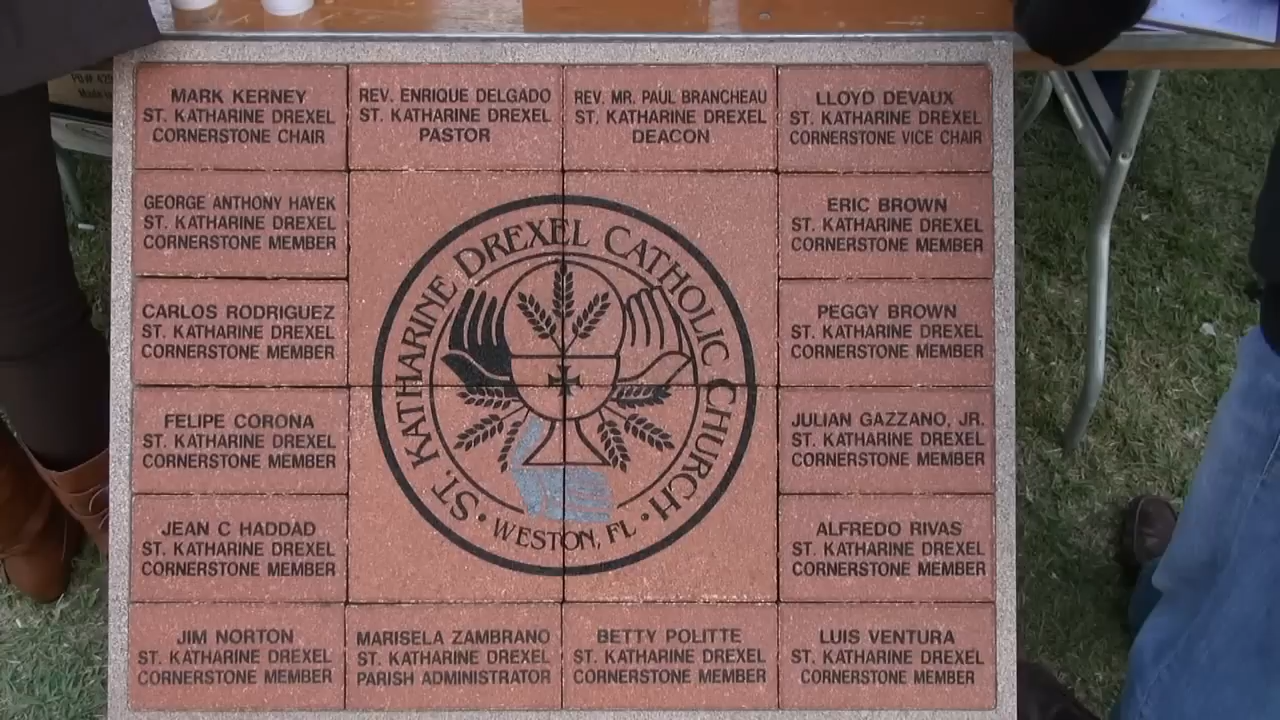 MARK KERNEY
ST. KATHARINE DREXEL
CORNERSTONE CHAIR
REV. ENRIQUE DELGADO
ST. KATHARINE DREXEL
PASTOR
REV. MR. PAUL BRANCHEAU
ST. KATHARINE DREXEL
DEACON
LLOYD DEVAUX
ST. KATHARINE DREXEL
CORNERSTONE VICE CHAIR
GEORGE ANTHONY HAYEK
ST. KATHARINE DREXEL
CORNERSTONE MEMBER
ERIC BROWN
ST. KATHARINE DREXEL
CORNERSTONE MEMBER
CARLOS RODRIGUEZ
ST. KATHARINE DREXEL
CORNERSTONE MEMBER
ST. KATHARINE DREXEL CATHOLIC CHURCH
• WESTON, FL •
PEGGY BROWN
ST. KATHARINE DREXEL
CORNERSTONE MEMBER
FELIPE CORONA
ST. KATHARINE DREXEL
CORNERSTONE MEMBER
JULIAN GAZZANO, JR.
ST. KATHARINE DREXEL
CORNERSTONE MEMBER
JEAN C HADDAD
ST. KATHARINE DREXEL
CORNERSTONE MEMBER
ALFREDO RIVAS
ST. KATHARINE DREXEL
CORNERSTONE MEMBER
JIM NORTON
ST. KATHARINE DREXEL
CORNERSTONE MEMBER
MARISELA ZAMBRANO
ST. KATHARINE DREXEL
PARISH ADMINISTRATOR
BETTY POLITTE
ST. KATHARINE DREXEL
CORNERSTONE MEMBER
LUIS VENTURA
ST. KATHARINE DREXEL
CORNERSTONE MEMBER